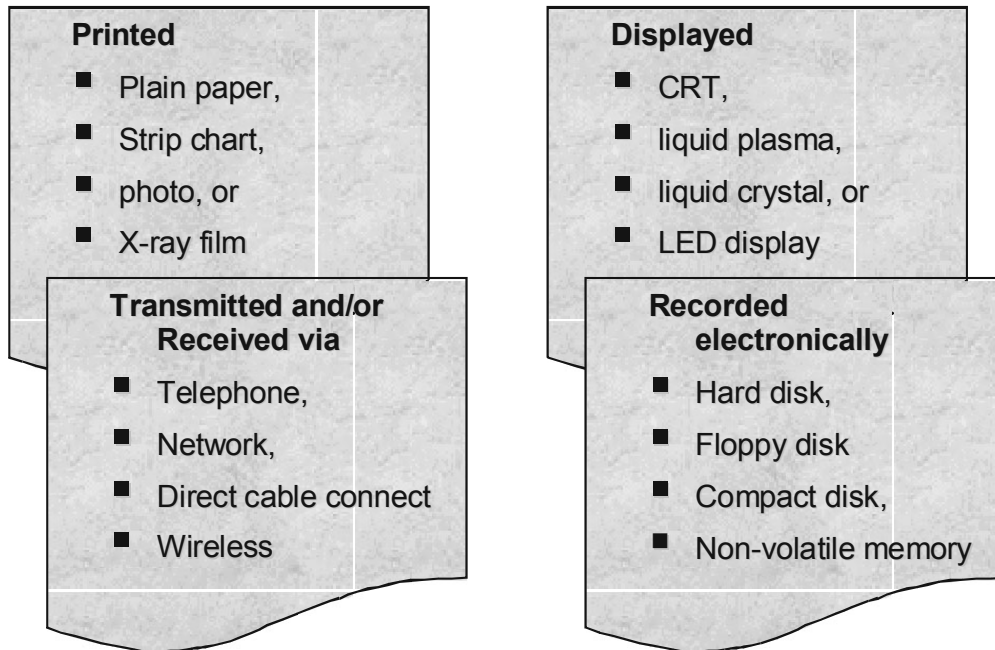 Printed
Plain paper,
Strip chart,
photo, or
X-ray film
Transmitted and/or
Received via
Telephone,
Network,
Direct cable connect
Wireless
Displayed
CRT,
liquid plasma,
liquid crystal, or
LED display
Recorded
electronically
Hard disk,
Floppy disk
Compact disk,
Non-volatile memory